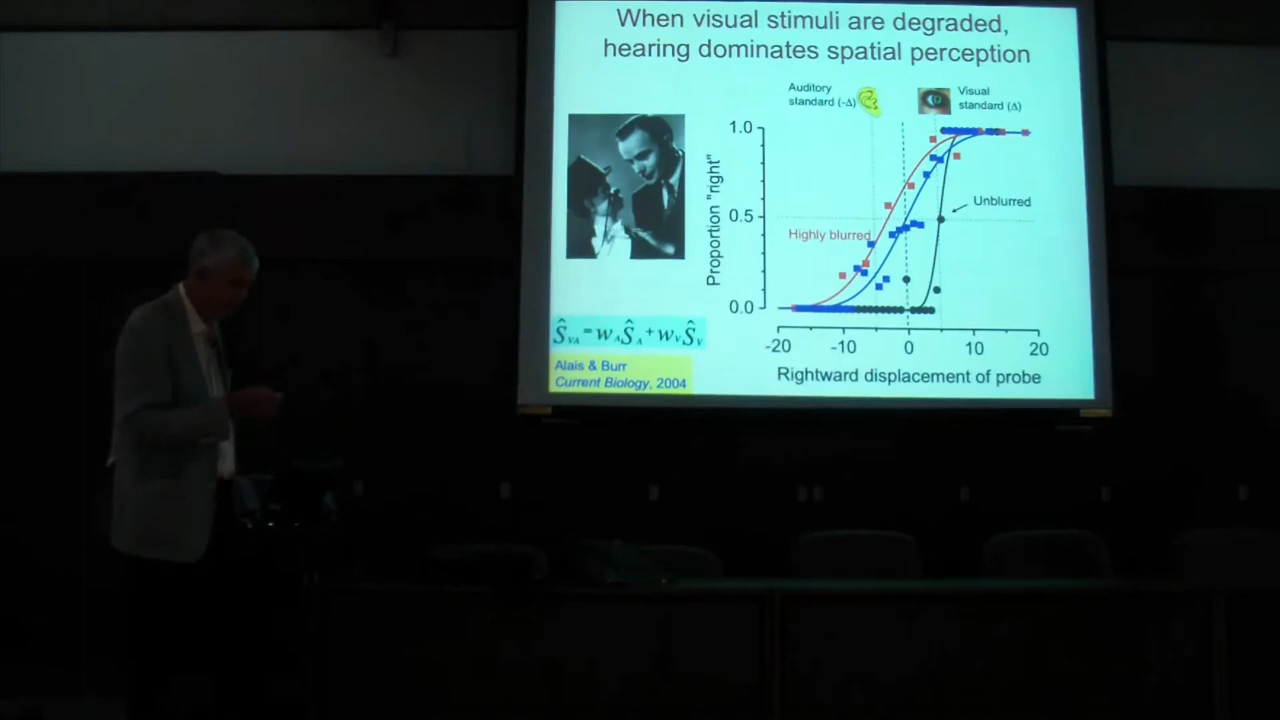 When visual stimuli are degraded,
hearing dominates spatial perception
Auditory
standard (-Δ)
Visual
standard (Δ)
1.0
0.5
0.0
Proportion "right"
Unblurred
Highly blurred
-20 -10 0 10 20
Rightward displacement of probe
Ŝ_VA = w_A Ŝ_A + w_V Ŝ_V
Alais & Burr
Current Biology, 2004